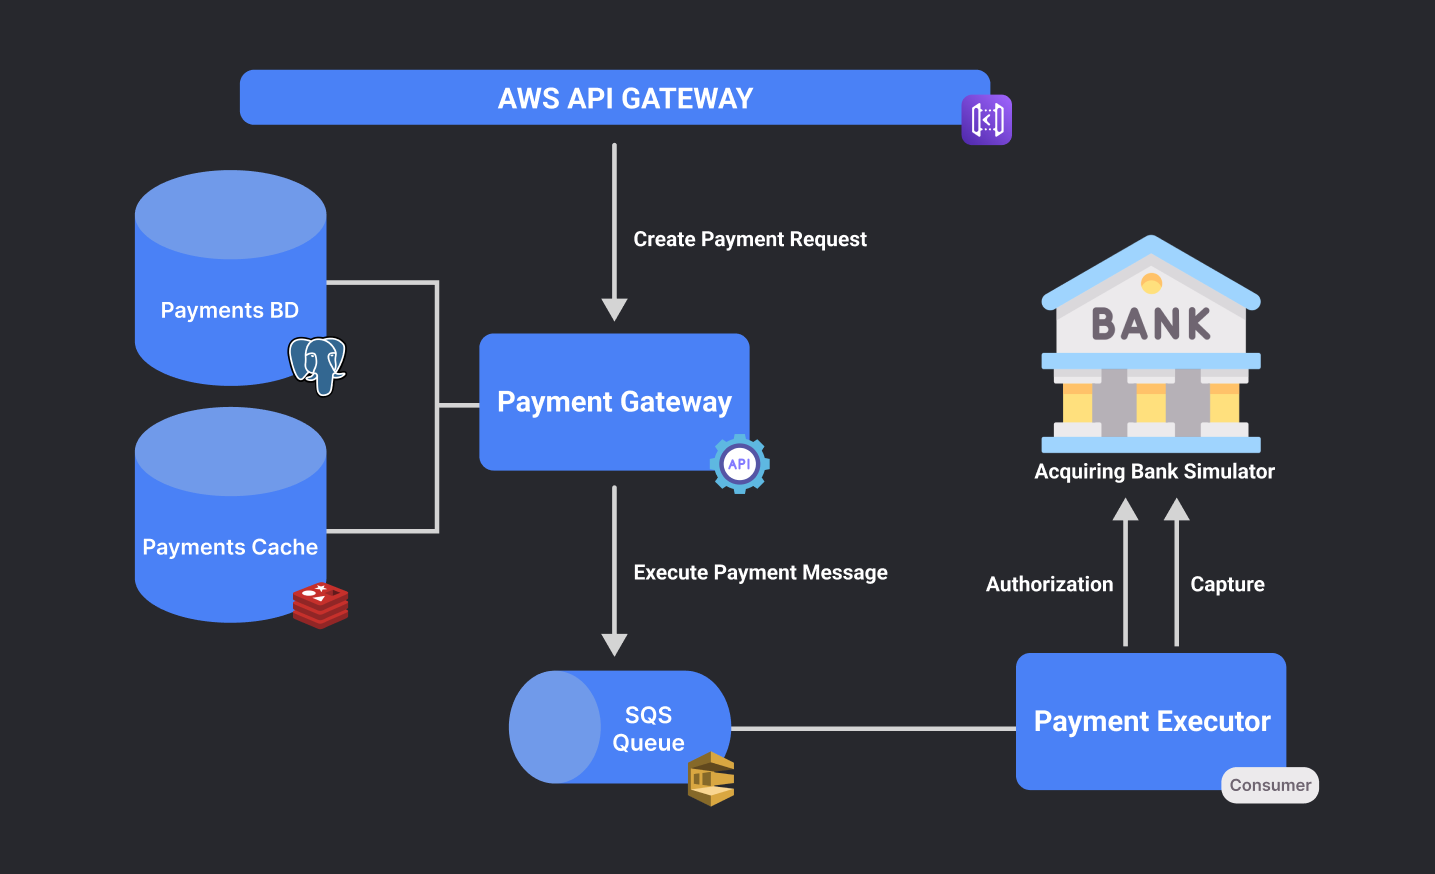 AWS API GATEWAY
Create Payment Request
Payments BD
BANK
Payment Gateway
API
Acquiring Bank Simulator
Payments Cache
Execute Payment Message
Authorization
Capture
SQS
Queue
Payment Executor
Consumer